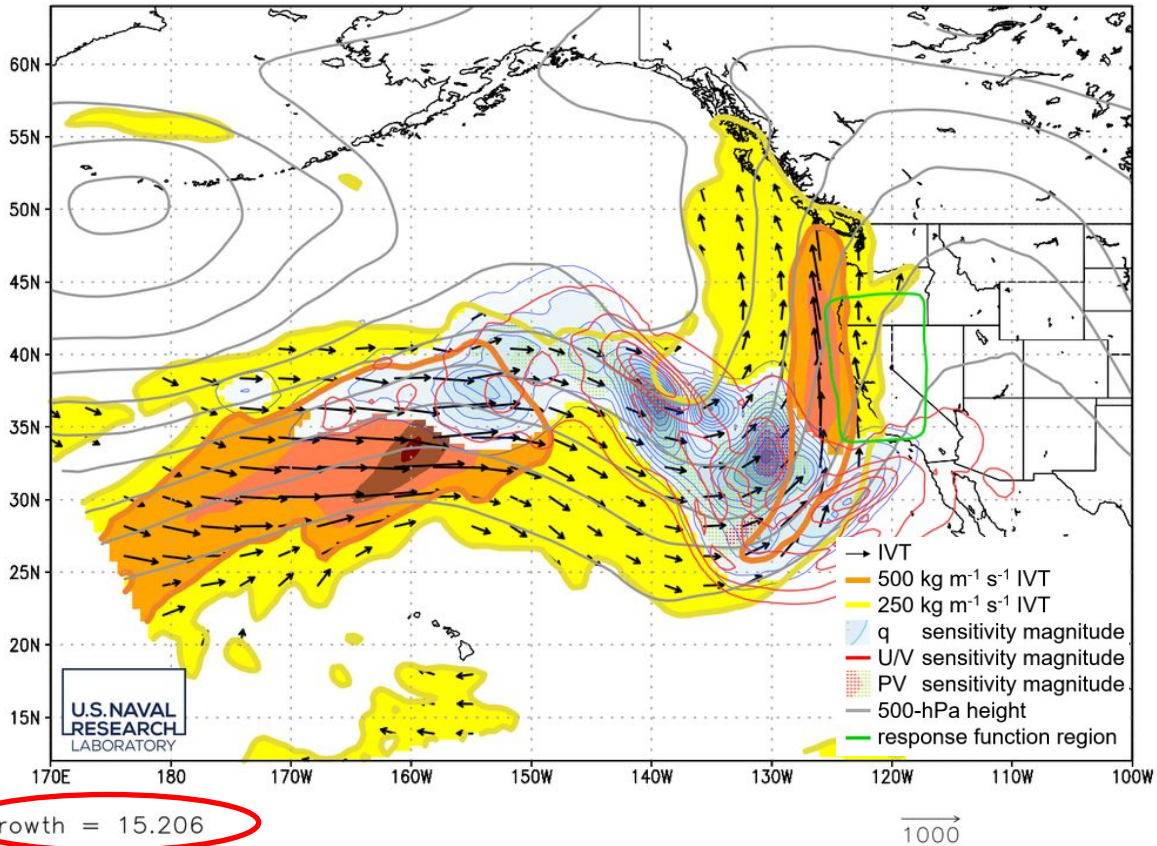 60N
55N
50N
45N
40N
35N
30N
25N
20N
15N
U.S. NAVAL
RESEARCH
LABORATORY
IVT
500 kg m⁻¹ s⁻¹ IVT
250 kg m⁻¹ s⁻¹ IVT
q sensitivity magnitude
U/V sensitivity magnitude
PV sensitivity magnitude
500-hPa height
response function region
170E 180 170W 160W 150W 140W 130W 120W 110W 100W
rowth = 15.206
1000